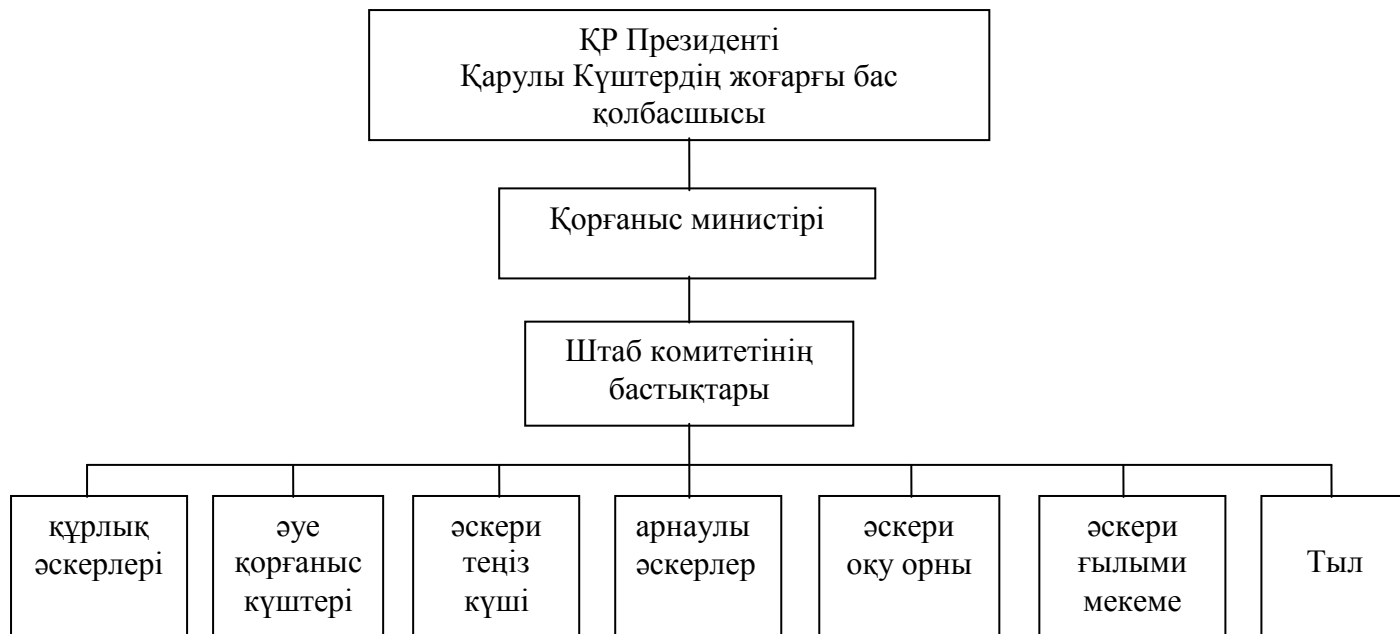 ҚР Президенті
Қарулы Күштердің жоғарғы бас
қолбасшысы
Қорғаныс министірі
Штаб комитетінің
бастықтары
құрлық
әскерлері
әуе
қорғаныс
күштері
әскери
теңіз
күші
арнаулы
әскерлер
әскери
оқу орны
әскери
ғылыми
мекеме
Тыл